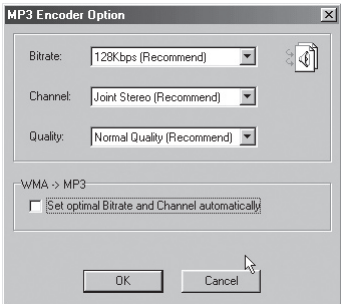 MP3 Encoder Option
Bitrate: 128Kbps (Recommend)
Channel: Joint Stereo (Recommend)
Quality: Normal Quality (Recommend)
WMA -> MP3
Set optimal Bitrate and Channel automatically
OK Cancel